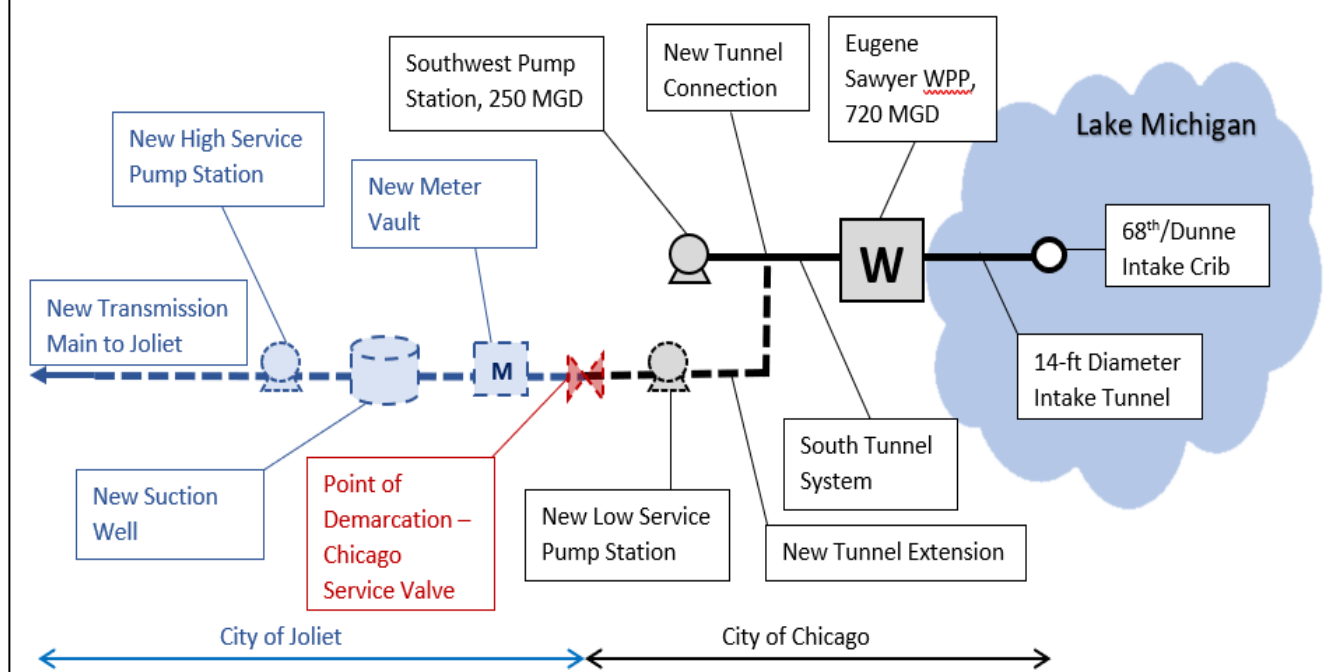 Southwest Pump
Station, 250 MGD
New Tunnel
Connection
Eugene
Sawyer WPP,
720 MGD
Lake Michigan
New High Service
Pump Station
New Meter
Vault
W
68th/Dunne
Intake Crib
New Transmission
Main to Joliet
M
14-ft Diameter
Intake Tunnel
New Suction
Well
Point of
Demarcation –
Chicago
Service Valve
New Low Service
Pump Station
South Tunnel
System
New Tunnel Extension
City of Joliet
City of Chicago